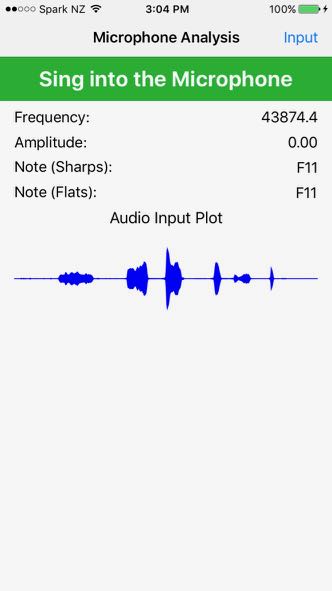 Spark NZ 3:04 PM 100%
Microphone Analysis Input
Sing into the Microphone
Frequency: 43874.4
Amplitude: 0.00
Note (Sharps): F11
Note (Flats): F11
Audio Input Plot